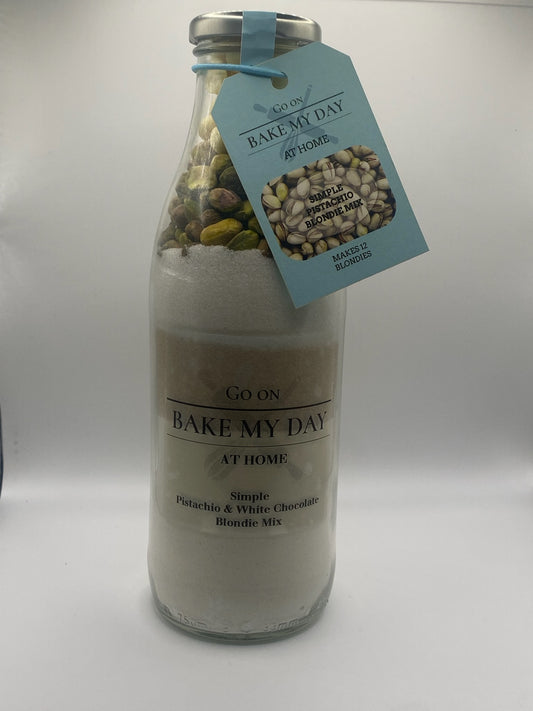 Go on
BAKE MY DAY
AT HOME
SIMPLE
PISTACHIO
BLONDIE MIX
MAKES 12
BLONDIES
Go on
BAKE MY DAY
AT HOME
Simple
Pistachio & White Chocolate
Blondie Mix